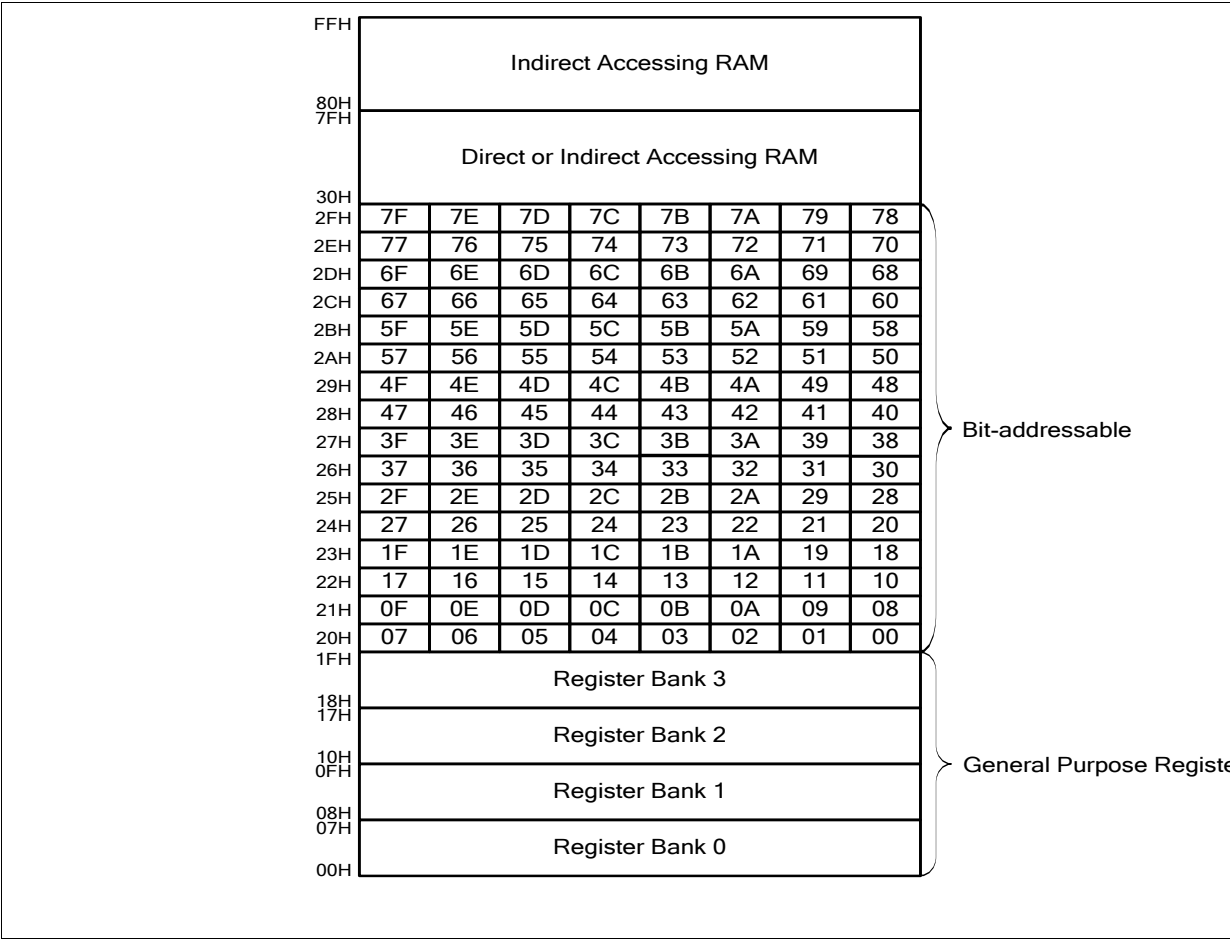 FFH
Indirect Accessing RAM
80H
7FH
Direct or Indirect Accessing RAM
30H
2FH 7F 7E 7D 7C 7B 7A 79 78
2EH 77 76 75 74 73 72 71 70
2DH 6F 6E 6D 6C 6B 6A 69 68
2CH 67 66 65 64 63 62 61 60
2BH 5F 5E 5D 5C 5B 5A 59 58
2AH 57 56 55 54 53 52 51 50
29H 4F 4E 4D 4C 4B 4A 49 48
28H 47 46 45 44 43 42 41 40
Bit-addressable
27H 3F 3E 3D 3C 3B 3A 39 38
26H 37 36 35 34 33 32 31 30
25H 2F 2E 2D 2C 2B 2A 29 28
24H 27 26 25 24 23 22 21 20
23H 1F 1E 1D 1C 1B 1A 19 18
22H 17 16 15 14 13 12 11 10
21H 0F 0E 0D 0C 0B 0A 09 08
20H 07 06 05 04 03 02 01 00
1FH
Register Bank 3
18H
17H
Register Bank 2
10H
0FH
General Purpose Registe
Register Bank 1
08H
07H
Register Bank 0
00H